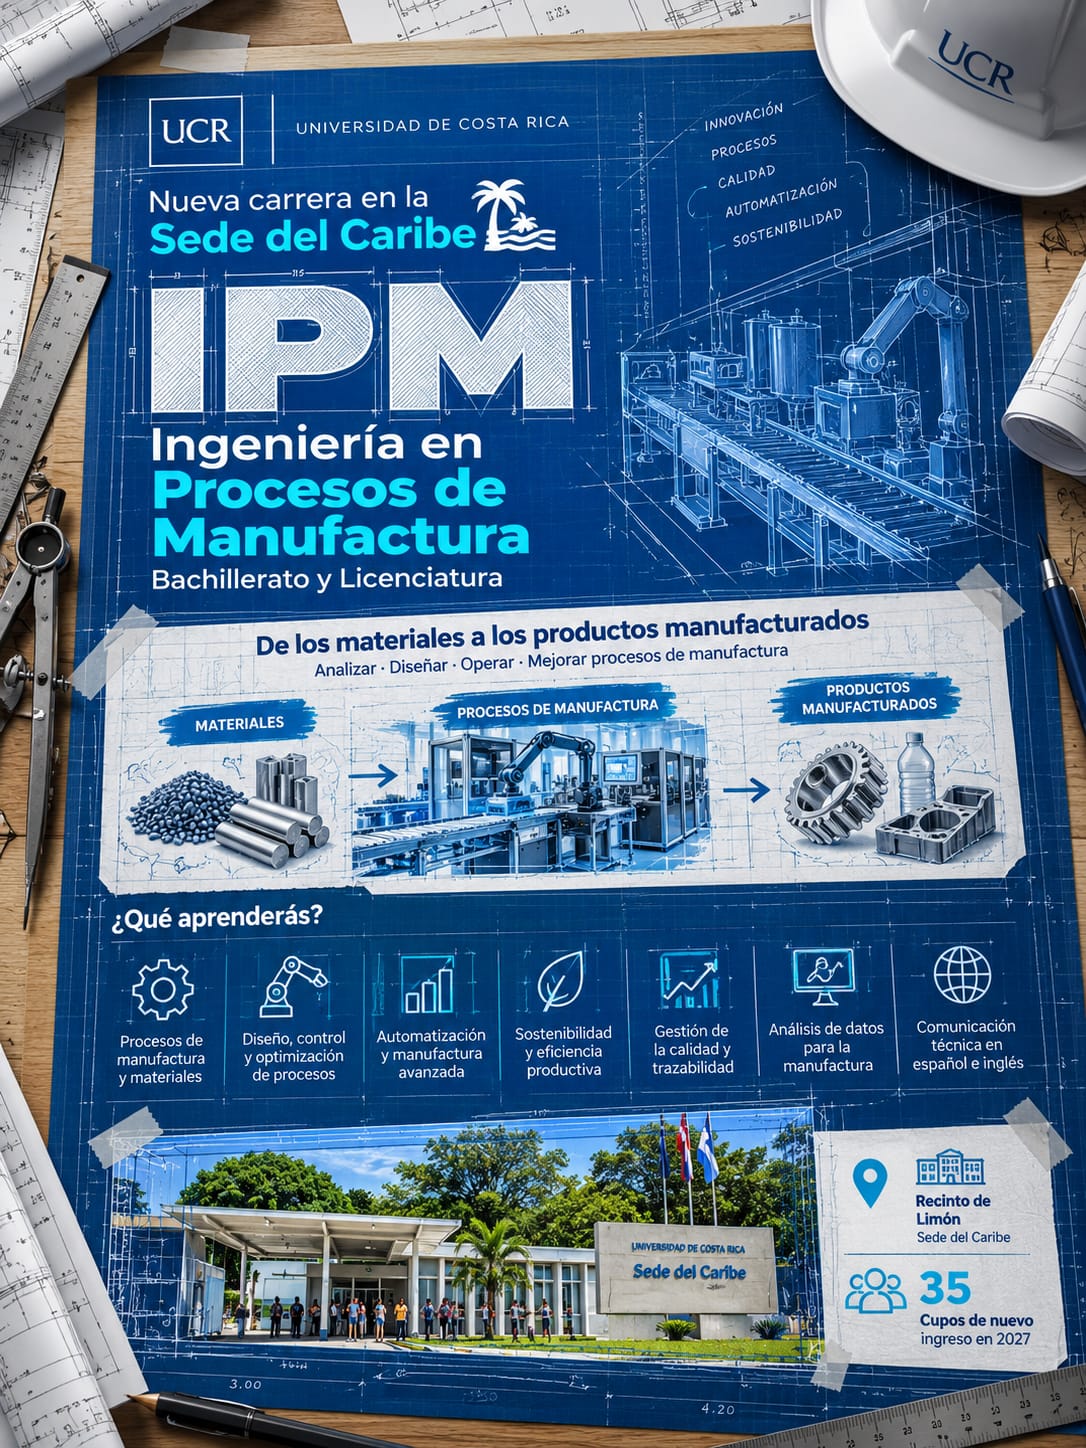 UCR
UNIVERSIDAD DE COSTA RICA
UCR
INNOVACIÓN
PROCESOS
CALIDAD
AUTOMATIZACIÓN
SOSTENIBILIDAD
Nueva carrera en la
Sede del Caribe
IPM
Ingeniería en
Procesos de
Manufactura
Bachillerato y Licenciatura
De los materiales a los productos manufacturados
Analizar · Diseñar · Operar · Mejorar procesos de manufactura
MATERIALES
PROCESOS DE MANUFACTURA
PRODUCTOS
MANUFACTURADOS
¿Qué aprenderás?
Procesos de
manufactura
y materiales
Diseño, control
y optimización
de procesos
Automatización
y manufactura
avanzada
Sostenibilidad
y eficiencia
productiva
Gestión de
la calidad y
trazabilidad
Análisis de datos
para la
manufactura
Comunicación
técnica en
español e inglés
UNIVERSIDAD DE COSTA RICA
Sede del Caribe
Recinto de
Limón
Sede del Caribe
35
Cupos de nuevo
ingreso en 2027
3.00
4.20